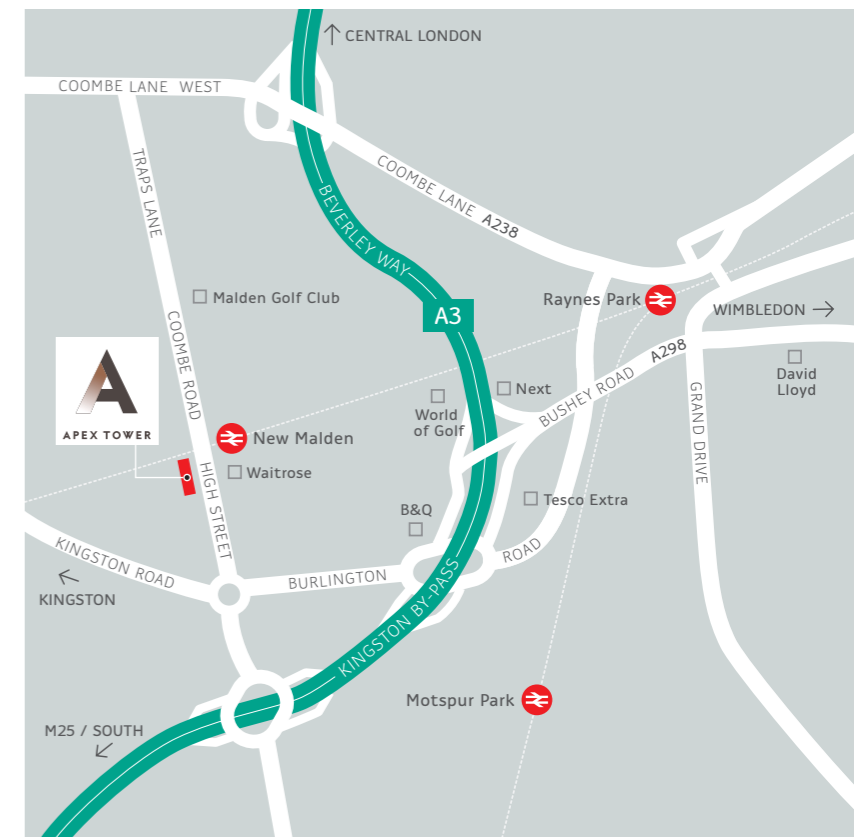 CENTRAL LONDON
COOMBE LANE WEST
TRAPS LANE
COOMBE LANE A238
BEVERLEY WAY
Malden Golf Club
Raynes Park
A3
WIMBLEDON
COOMBE ROAD
A
APEX TOWER
World
of Golf
Next
BUSHEY ROAD A298
David
Lloyd
GRAND DRIVE
New Malden
Waitrose
HIGH STREET
B&Q
Tesco Extra
KINGSTON ROAD
KINGSTON
BURLINGTON
ROAD
KINGSTON BY-PASS
Motspur Park
M25 / SOUTH